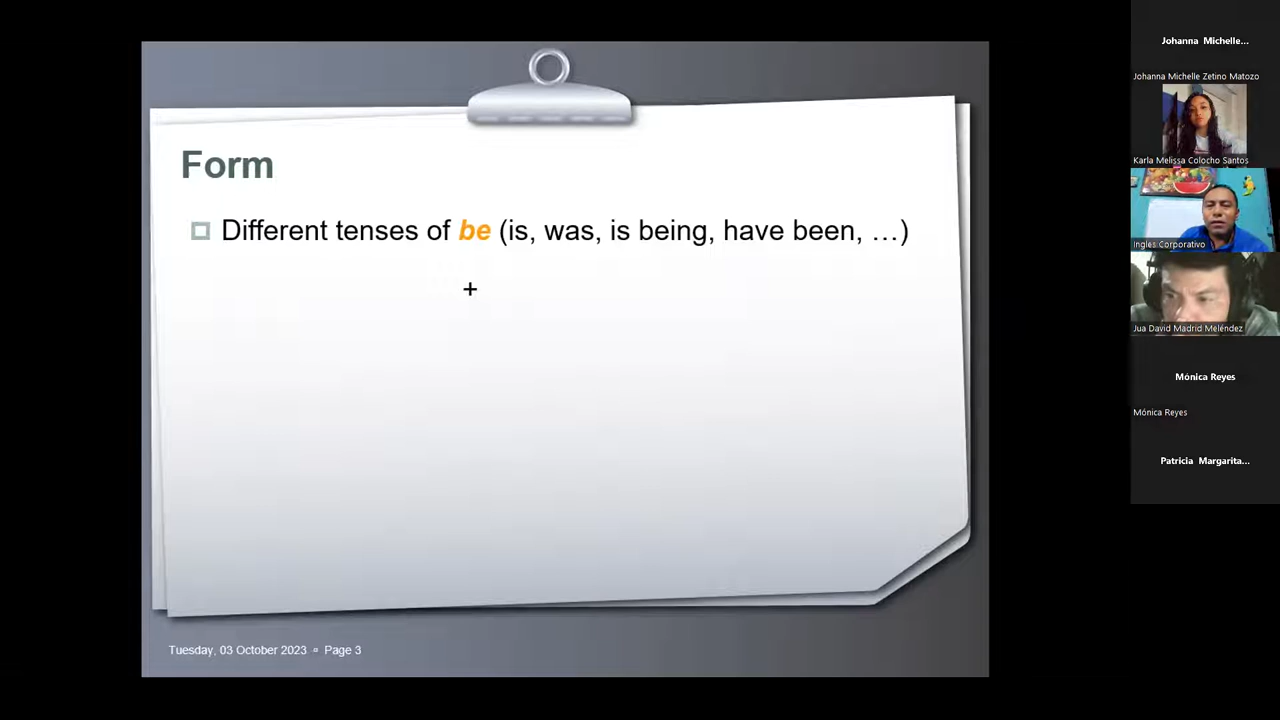 Form
Different tenses of be (is, was, is being, have been, …)
+
Tuesday, 03 October 2023 ▫ Page 3
Johanna Michelle...
Johanna Michelle Zetino Matozo
Karla Melissa Colocho Santos
Ingles Corporativo
Jua David Madrid Meléndez
Mónica Reyes
Mónica Reyes
Patricia Margarita...